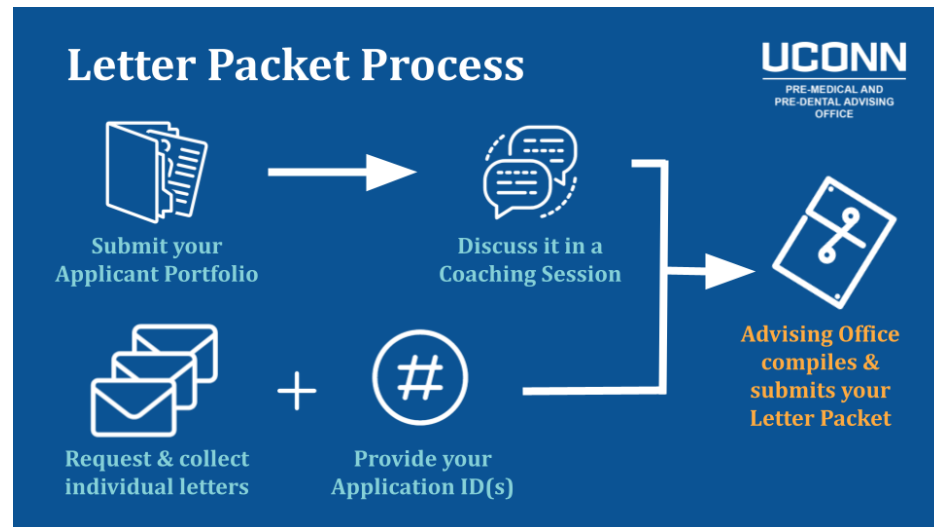 Letter Packet Process
UCONN
PRE-MEDICAL AND
PRE-DENTAL ADVISING
OFFICE
Submit your
Applicant Portfolio
Discuss it in a
Coaching Session
Request & collect
individual letters
+
#
Provide your
Application ID(s)
Advising Office
compiles &
submits your
Letter Packet